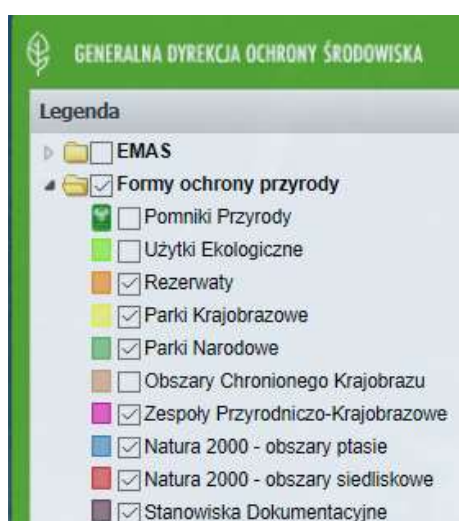 GENERALNA DYREKCJA OCHRONY ŚRODOWISKA
Legenda
EMAS
Formy ochrony przyrody
Pomniki Przyrody
Użytki Ekologiczne
Rezerwaty
Parki Krajobrazowe
Parki Narodowe
Obszary Chronionego Krajobrazu
Zespoły Przyrodniczo-Krajobrazowe
Natura 2000 - obszary ptasie
Natura 2000 - obszary siedliskowe
Stanowiska Dokumentacyjne